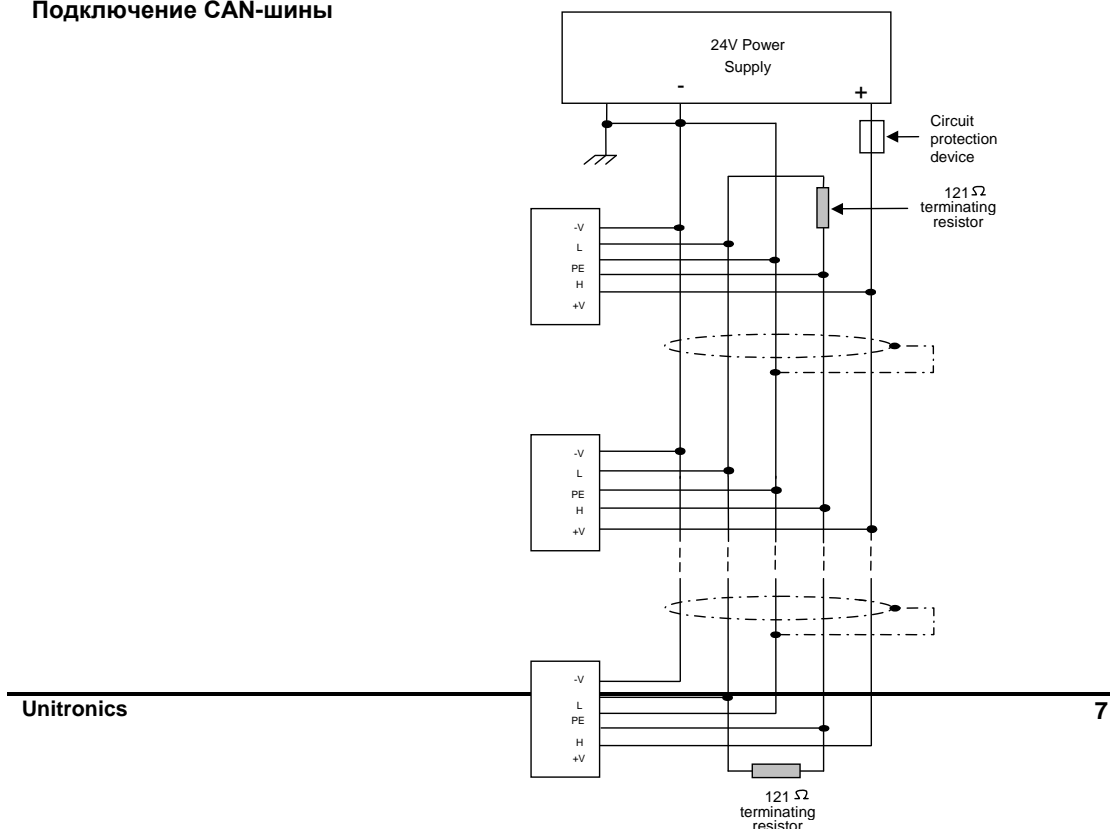 Подключение CAN-шины
24V Power
Supply
-
+
Circuit
protection
device
121 Ω
terminating
resistor
-V
L
PE
H
+V
-V
L
PE
H
+V
-V
L
PE
H
+V
Unitronics
7
121 Ω
terminating
resistor